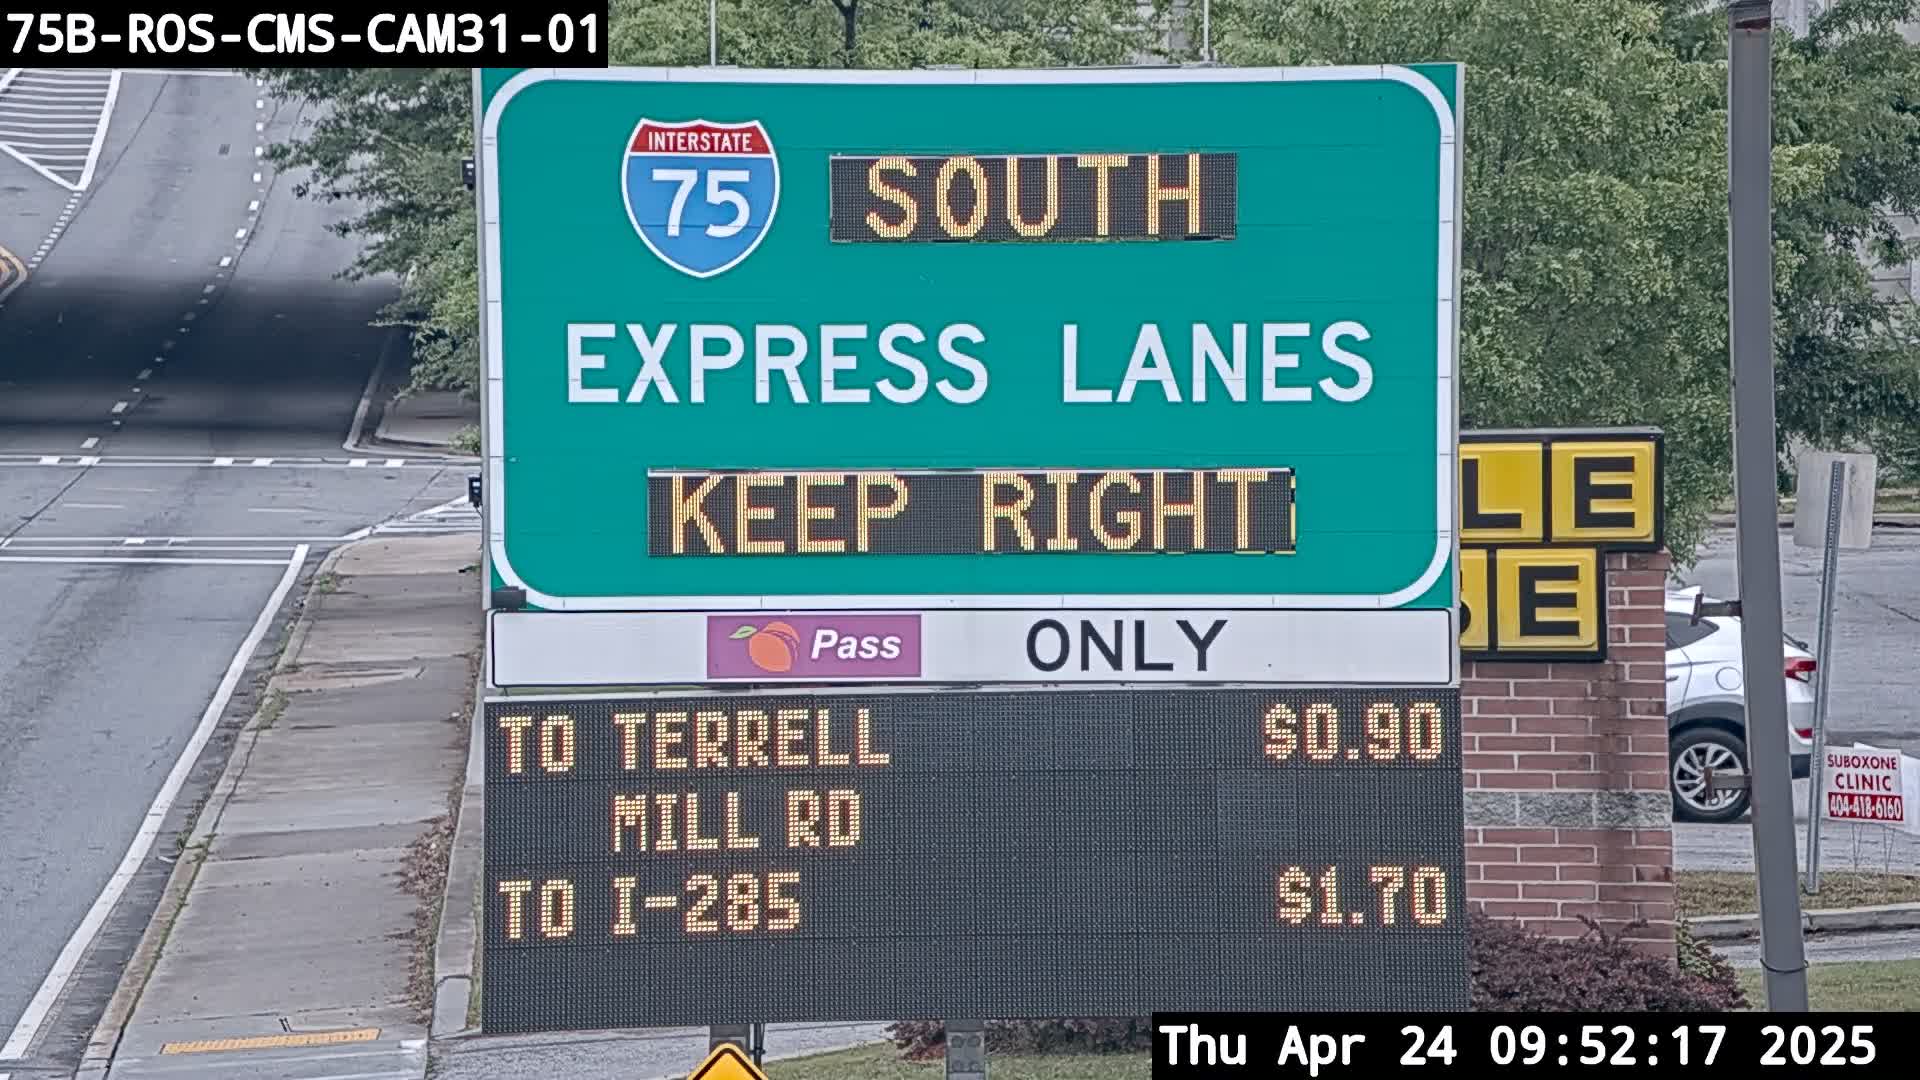 75B-ROS-CMS-CAM31-01
INTERSTATE
75
SOUTH
EXPRESS LANES
KEEP RIGHT
Pass ONLY
TO TERRELL $0.90
MILL RD
TO I-285 $1.70
LE
E
SUBOXONE
CLINIC
404-418-6160
Thu Apr 24 09:52:17 2025